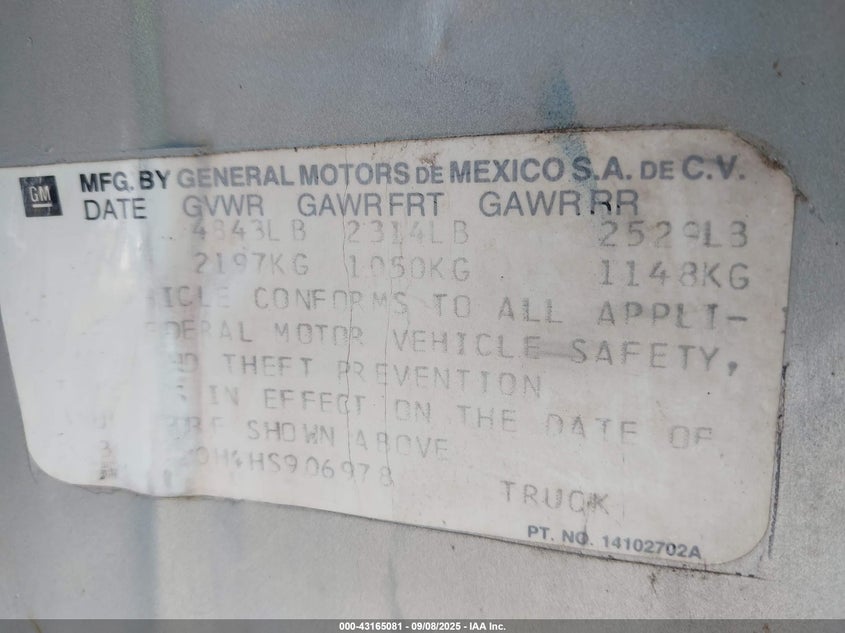 GM MFG. BY GENERAL MOTORS DE MEXICO S.A. DE C.V.
DATE GVWR GAWR FRT GAWR RR
4843LB 2314LB 2529LB
2197KG 1050KG 1148KG
ICLE CONFORMS TO ALL APPLI-
DERAL MOTOR VEHICLE SAFETY,
THEFT PREVENTION
IN EFFECT ON THE DATE OF
SHOWN ABOVE
0H4HS906978 TRUCK
PT. NO. 14102702A
000-43165081 - 09/08/2025 - IAA Inc.